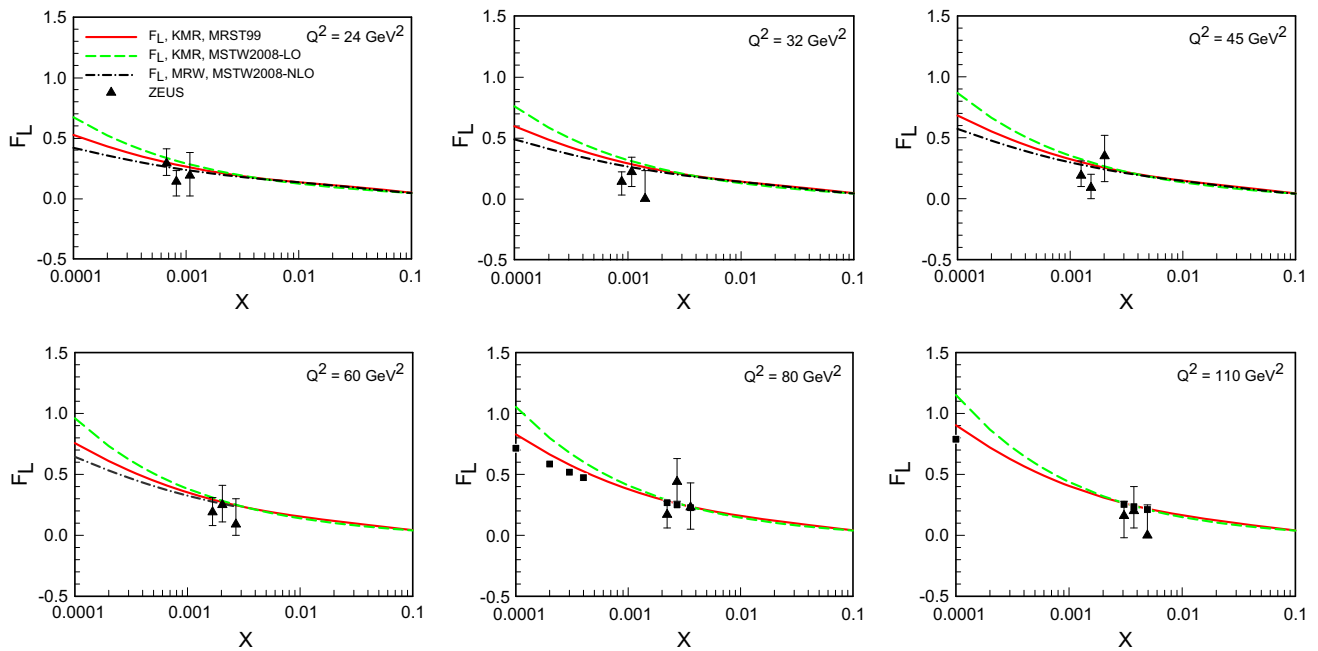 Q² = 24 GeV²
F_L, KMR, MRST99
F_L, KMR, MSTW2008-LO
F_L, MRW, MSTW2008-NLO
ZEUS
1.5
1.0
0.5
0.0
-0.5
F_L
0.0001 0.001 0.01 0.1
X
Q² = 32 GeV²
1.5
1.0
0.5
0.0
-0.5
F_L
0.0001 0.001 0.01 0.1
X
Q² = 45 GeV²
1.5
1.0
0.5
0.0
-0.5
F_L
0.0001 0.001 0.01 0.1
X
Q² = 60 GeV²
1.5
1.0
0.5
0.0
-0.5
F_L
0.0001 0.001 0.01 0.1
X
Q² = 80 GeV²
1.5
1.0
0.5
0.0
-0.5
F_L
0.0001 0.001 0.01 0.1
X
Q² = 110 GeV²
1.5
1.0
0.5
0.0
-0.5
F_L
0.0001 0.001 0.01 0.1
X